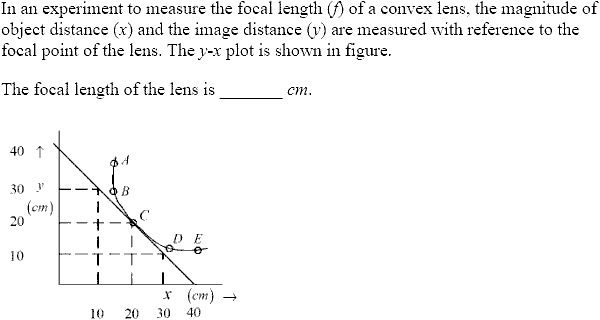 In an experiment to measure the focal length (f) of a convex lens, the magnitude of
object distance (x) and the image distance (y) are measured with reference to the
focal point of the lens. The y-x plot is shown in figure.
The focal length of the lens is ________ cm.
40 ↑
A
30 y
B
(cm)
20
C
D E
10
x (cm) →
10 20 30 40